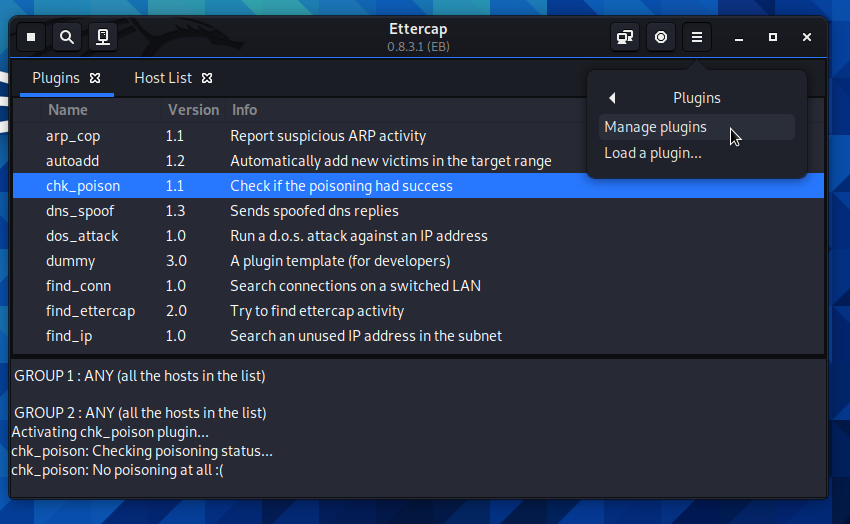 Ettercap
0.8.3.1 (EB)
Plugins
Host List
Plugins
Manage plugins
Load a plugin...
Name Version Info
arp_cop 1.1 Report suspicious ARP activity
autoadd 1.2 Automatically add new victims in the target range
chk_poison 1.1 Check if the poisoning had success
dns_spoof 1.3 Sends spoofed dns replies
dos_attack 1.0 Run a d.o.s. attack against an IP address
dummy 3.0 A plugin template (for developers)
find_conn 1.0 Search connections on a switched LAN
find_ettercap 2.0 Try to find ettercap activity
find_ip 1.0 Search an unused IP address in the subnet
GROUP 1 : ANY (all the hosts in the list)
GROUP 2 : ANY (all the hosts in the list)
Activating chk_poison plugin...
chk_poison: Checking poisoning status...
chk_poison: No poisoning at all :(